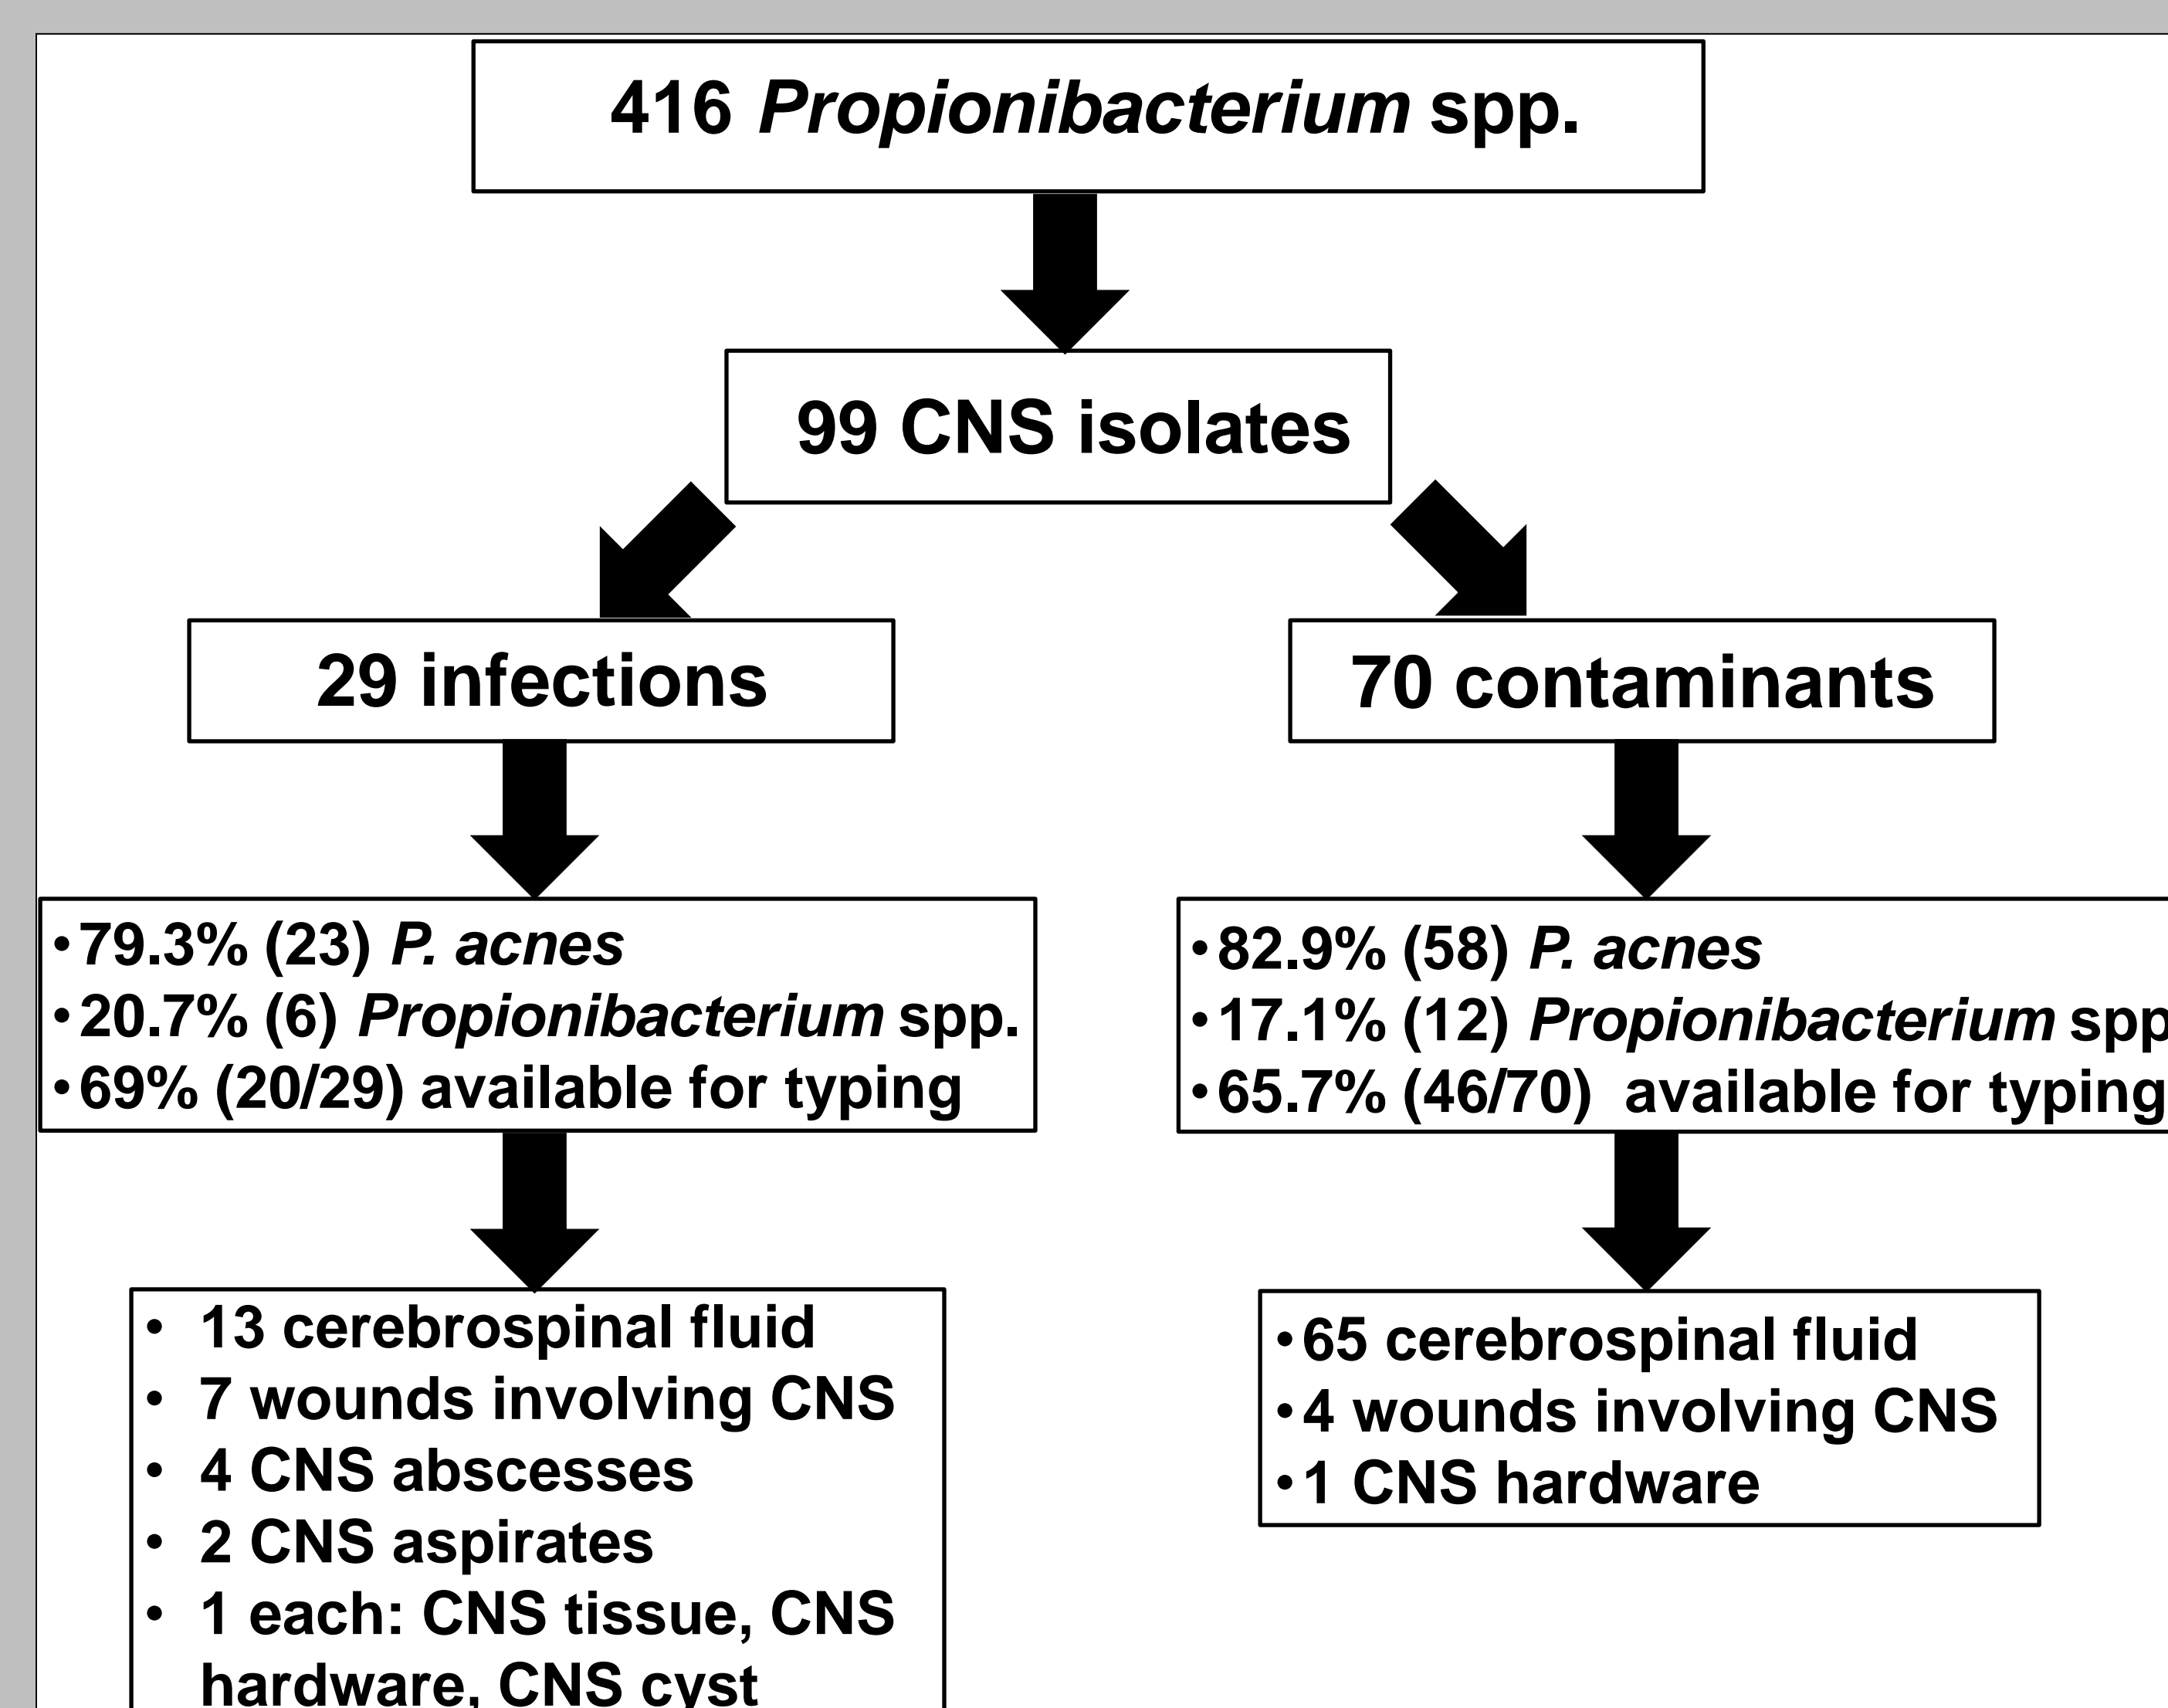 416 Propionibacterium spp.
99 CNS isolates
29 infections
70 contaminants
• 79.3% (23) P. acnes
• 20.7% (6) Propionibacterium spp.
• 69% (20/29) available for typing
• 82.9% (58) P. acnes
• 17.1% (12) Propionibacterium spp
• 65.7% (46/70) available for typing
• 13 cerebrospinal fluid
• 7 wounds involving CNS
• 4 CNS abscesses
• 2 CNS aspirates
• 1 each: CNS tissue, CNS
hardware, CNS cyst
• 65 cerebrospinal fluid
• 4 wounds involving CNS
• 1 CNS hardware